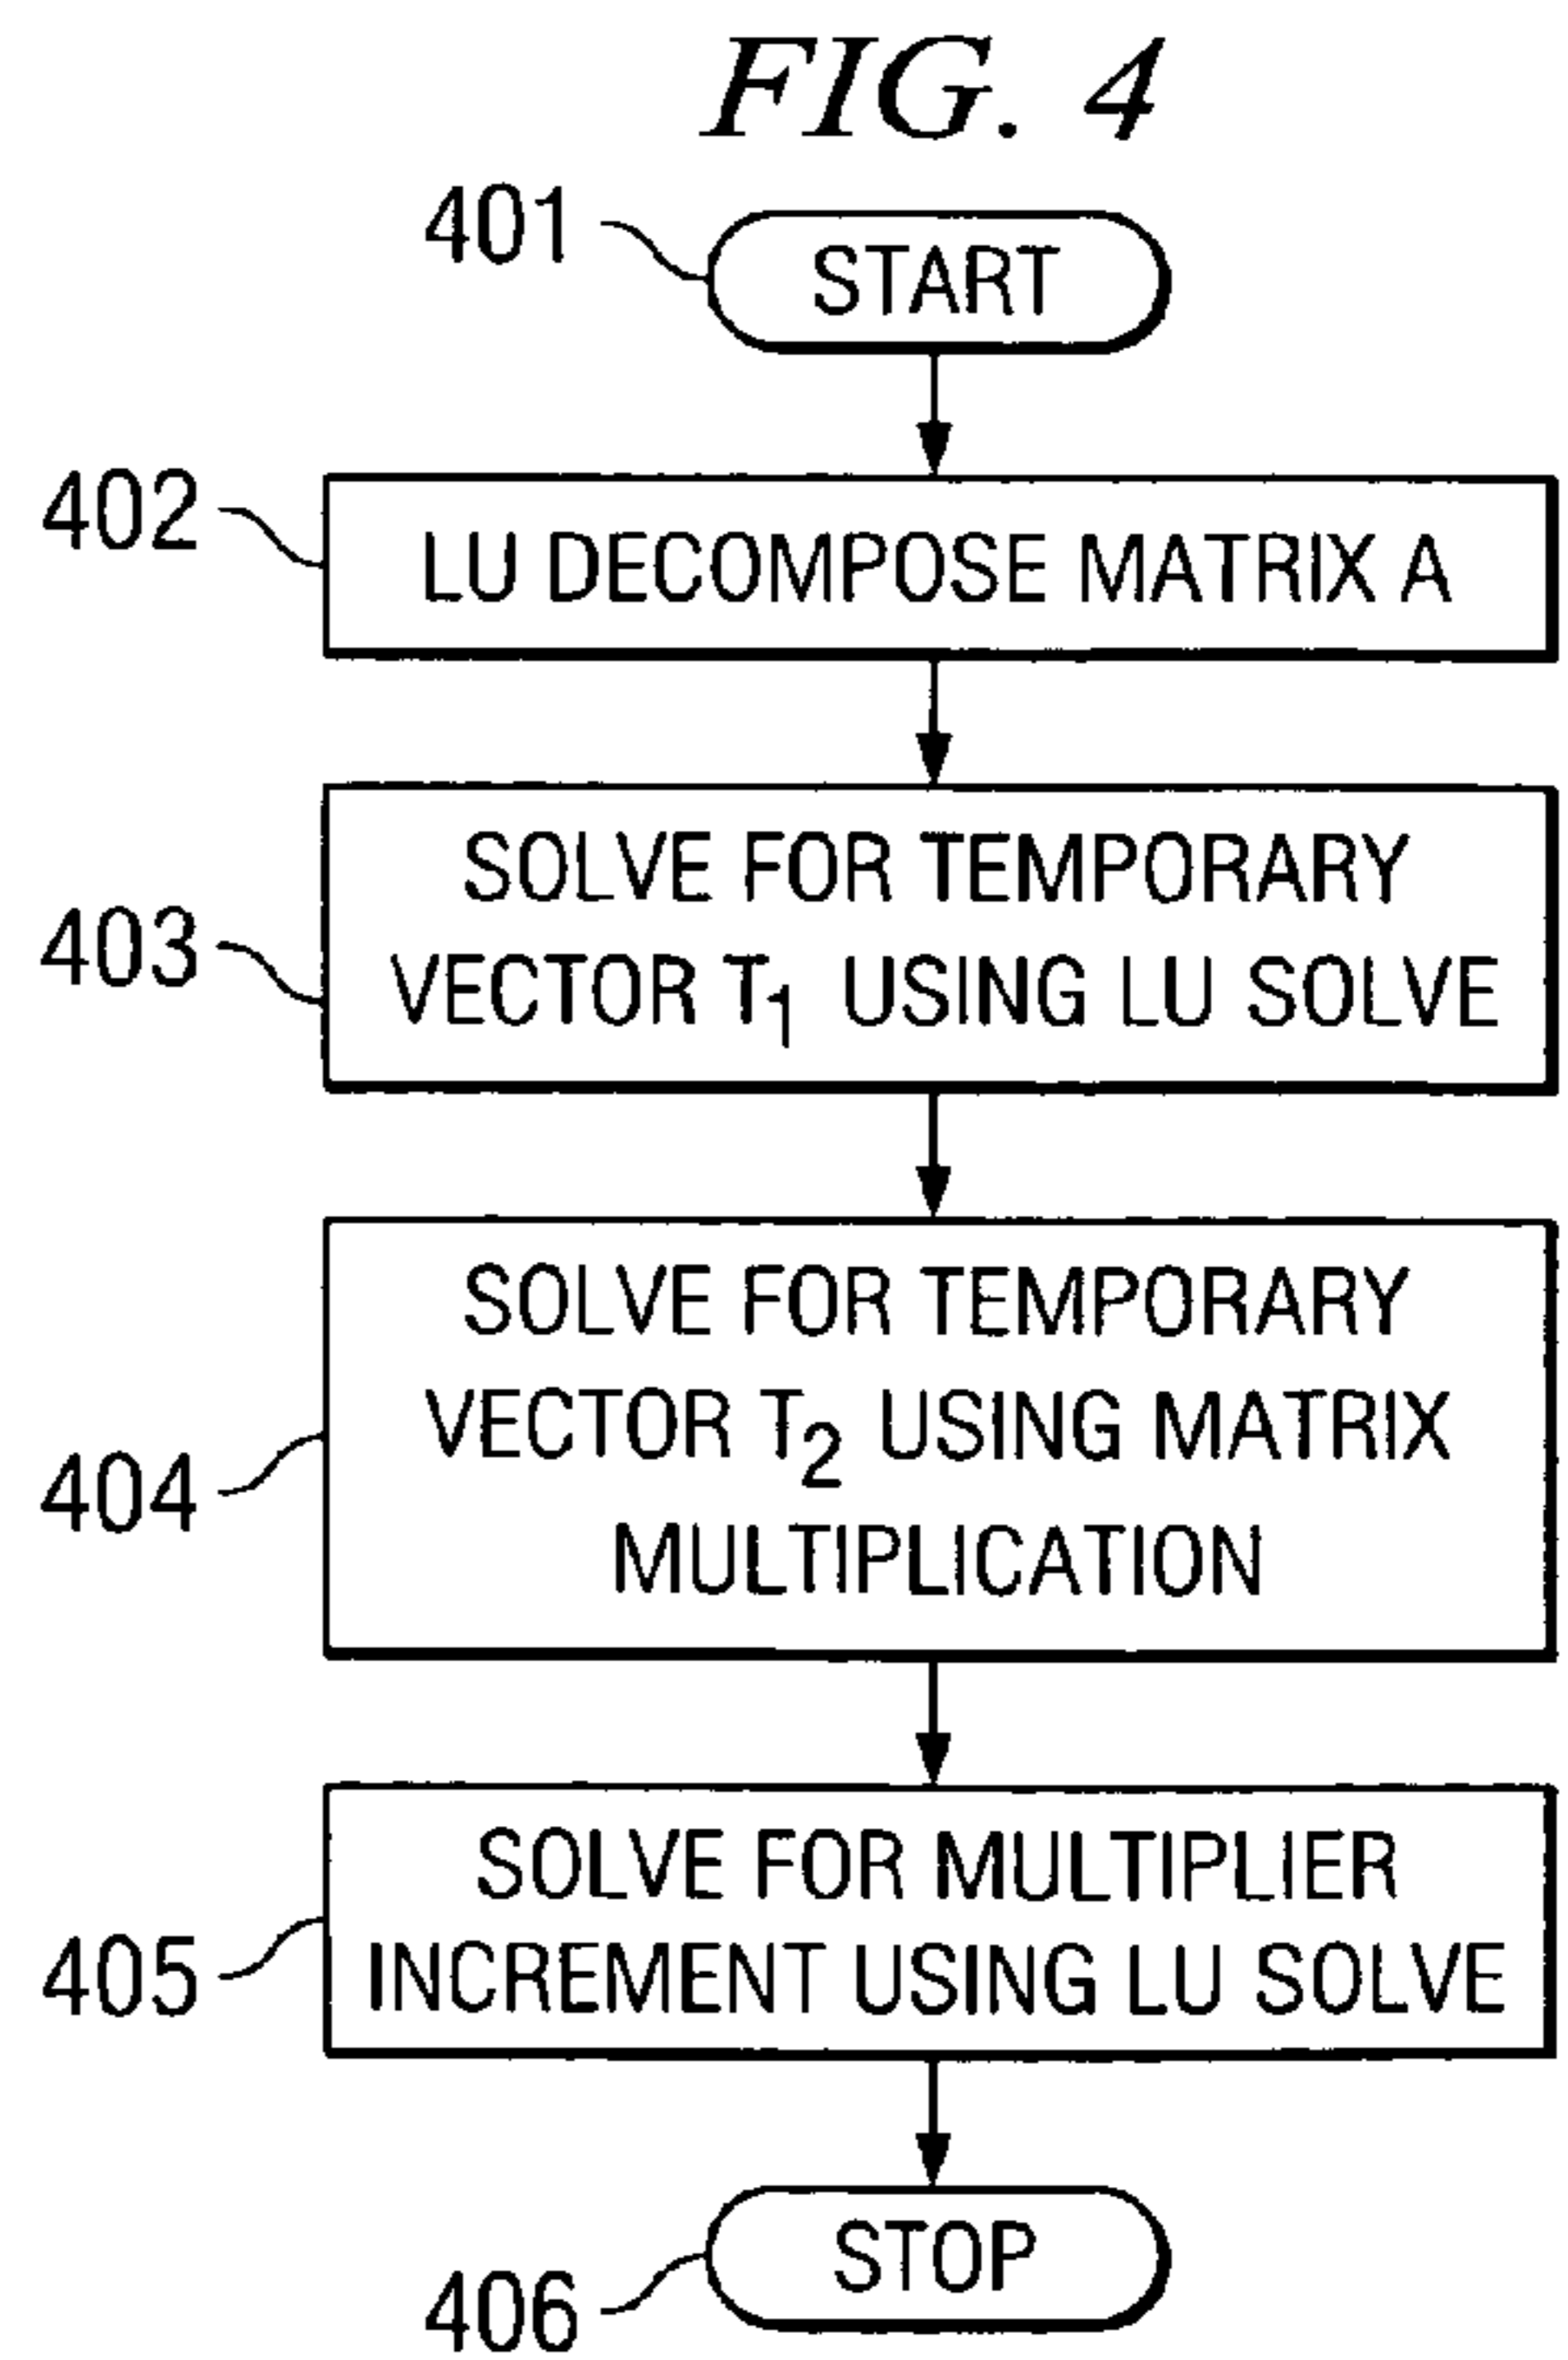 FIG. 4
401
START
402
LU DECOMPOSE MATRIX A
403
SOLVE FOR TEMPORARY
VECTOR T1 USING LU SOLVE
404
SOLVE FOR TEMPORARY
VECTOR T2 USING MATRIX
MULTIPLICATION
405
SOLVE FOR MULTIPLIER
INCREMENT USING LU SOLVE
406
STOP